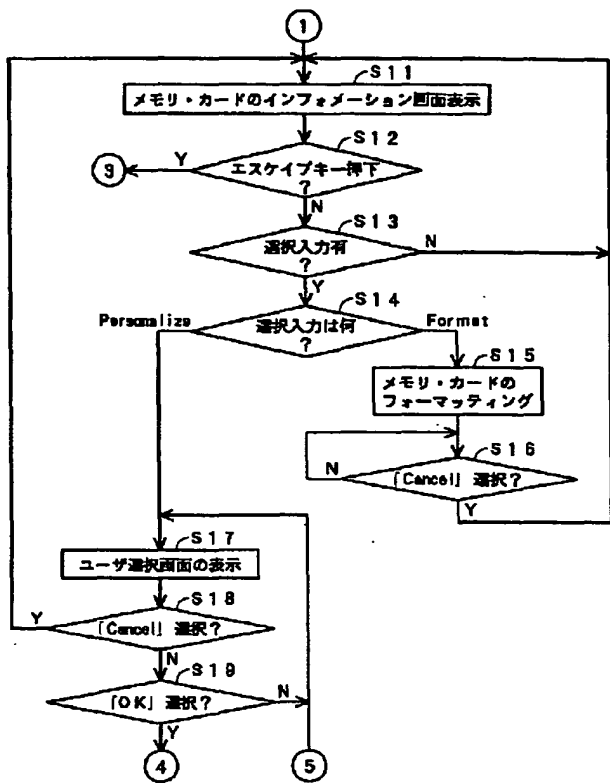 1
S11
メモリ・カードのインフォメーション画面表示
S12
Y
エスケイプキー押下
?
3
N
S13
選択入力有
?
N
Y
S14
Personalize
選択入力は何
?
Format
S15
メモリ・カードの
フォーマッティング
S16
N
「Cancel」選択?
Y
S17
ユーザ選択画面の表示
S18
Y
「Cancel」選択?
N
S19
「OK」選択?
N
Y
4
5